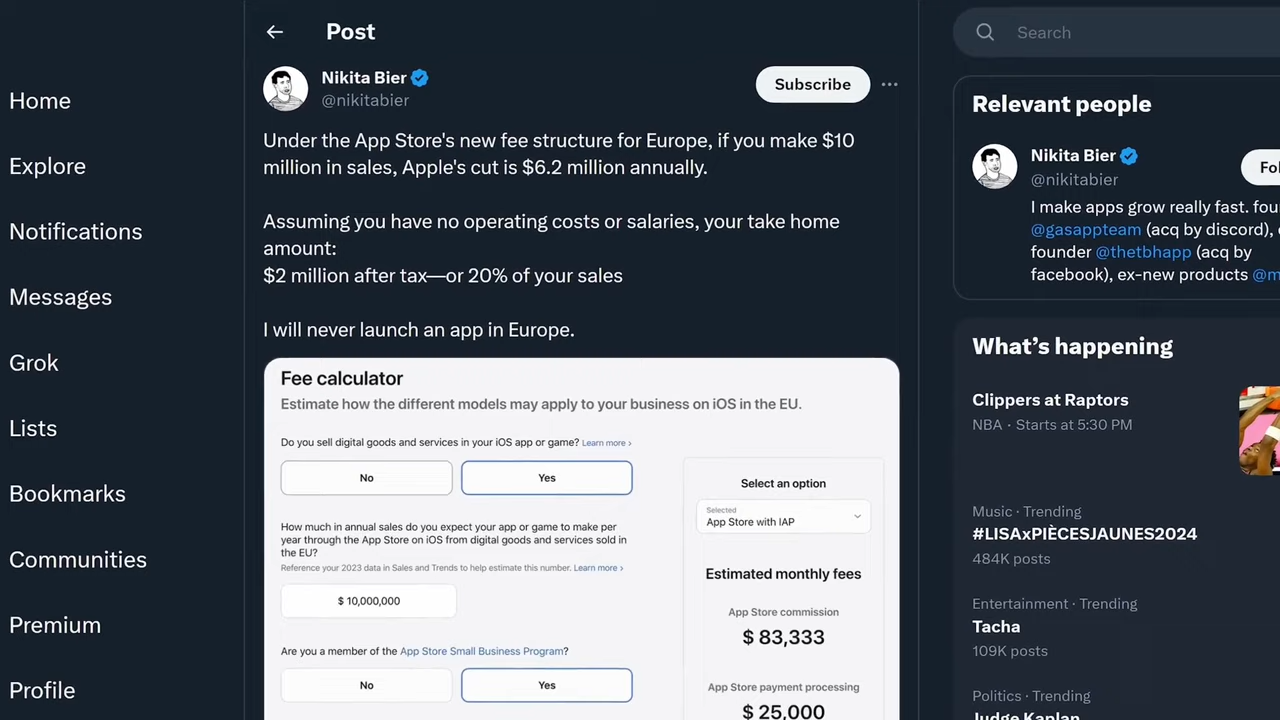 Home
Explore
Notifications
Messages
Grok
Lists
Bookmarks
Communities
Premium
Profile
Post
Nikita Bier
@nikitabier
Subscribe
Under the App Store's new fee structure for Europe, if you make $10
million in sales, Apple's cut is $6.2 million annually.
Assuming you have no operating costs or salaries, your take home
amount:
$2 million after tax—or 20% of your sales
I will never launch an app in Europe.
Fee calculator
Estimate how the different models may apply to your business on iOS in the EU.
Do you sell digital goods and services in your iOS app or game? Learn more >
No
Yes
How much in annual sales do you expect your app or game to make per
year through the App Store on iOS from digital goods and services sold in
the EU?
Reference your 2023 data in Sales and Trends to help estimate this number. Learn more >
$ 10,000,000
Are you a member of the App Store Small Business Program?
No
Yes
Select an option
Selected
App Store with IAP
Estimated monthly fees
App Store commission
$ 83,333
App Store payment processing
$ 25,000
Search
Relevant people
Nikita Bier
@nikitabier
I make apps grow really fast.
@gasappteam (acq by discord),
founder @thetbhapp (acq by
facebook), ex-new products
What's happening
Clippers at Raptors
NBA · Starts at 5:30 PM
Music · Trending
#LISAxPIÈCESJAUNES2024
484K posts
Entertainment · Trending
Tacha
109K posts
Politics · Trending
Judge Kaplan